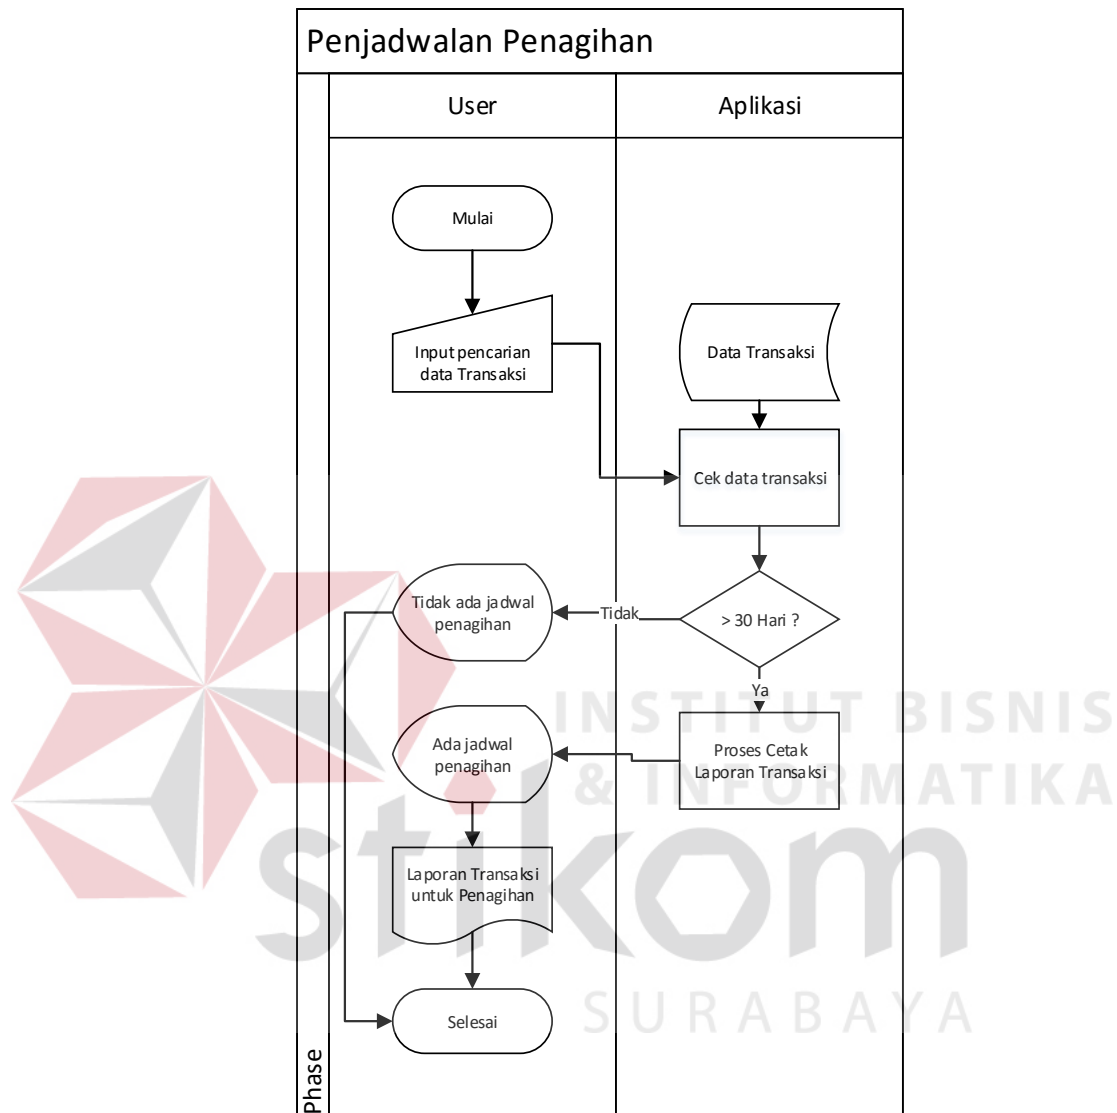 Penjadwalan Penagihan
User
Aplikasi
Mulai
Input pencarian
data Transaksi
Data Transaksi
Cek data transaksi
> 30 Hari ?
Tidak
Tidak ada jadwal
penagihan
Ya
Proses Cetak
Laporan Transaksi
Ada jadwal
penagihan
Laporan Transaksi
untuk Penagihan
Selesai
Phase
INSTITUT BISNIS
& INFORMATIKA
stikom
SURABAYA